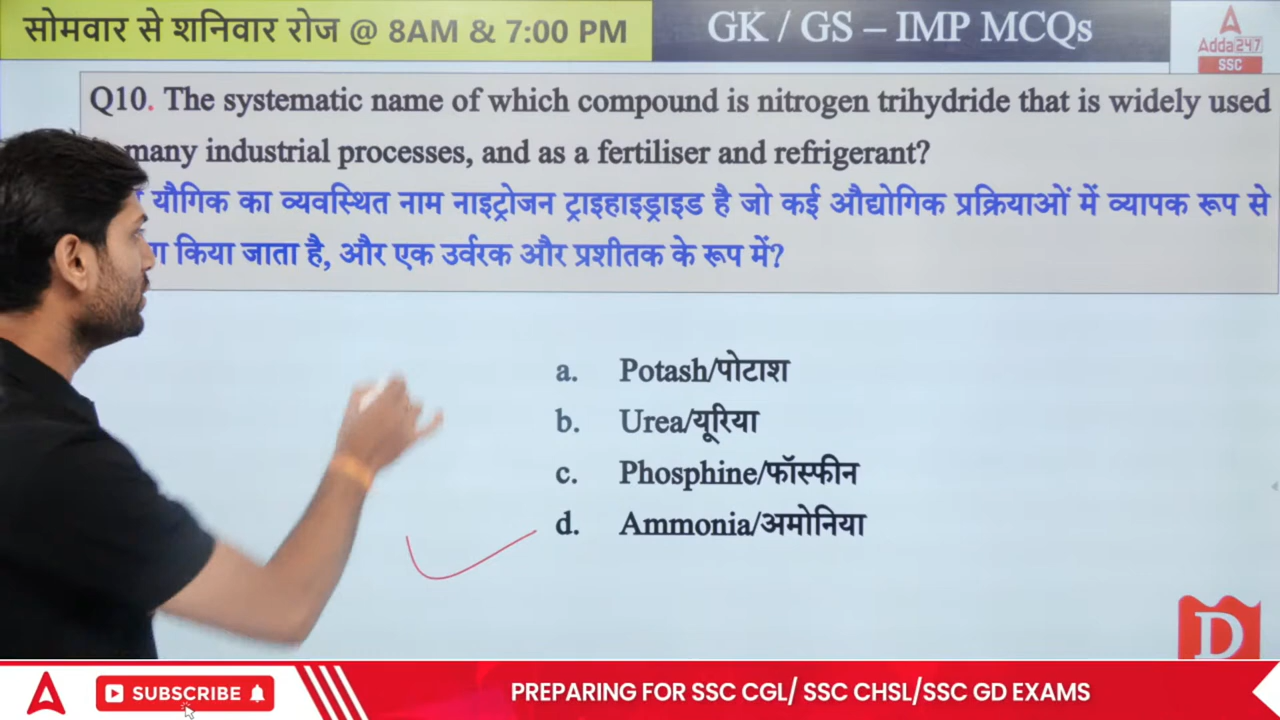 सोमवार से शनिवार रोज @ 8AM & 7:00 PM
GK / GS – IMP MCQs
Adda 247
SSC
Q10. The systematic name of which compound is nitrogen trihydride that is widely used
many industrial processes, and as a fertiliser and refrigerant?
यौगिक का व्यवस्थित नाम नाइट्रोजन ट्राइहाइड्राइड है जो कई औद्योगिक प्रक्रियाओं में व्यापक रूप से
किया जाता है, और एक उर्वरक और प्रशीतक के रूप में?
a. Potash/पोटाश
b. Urea/यूरिया
c. Phosphine/फॉस्फीन
d. Ammonia/अमोनिया
D
SUBSCRIBE
PREPARING FOR SSC CGL/ SSC CHSL/SSC GD EXAMS